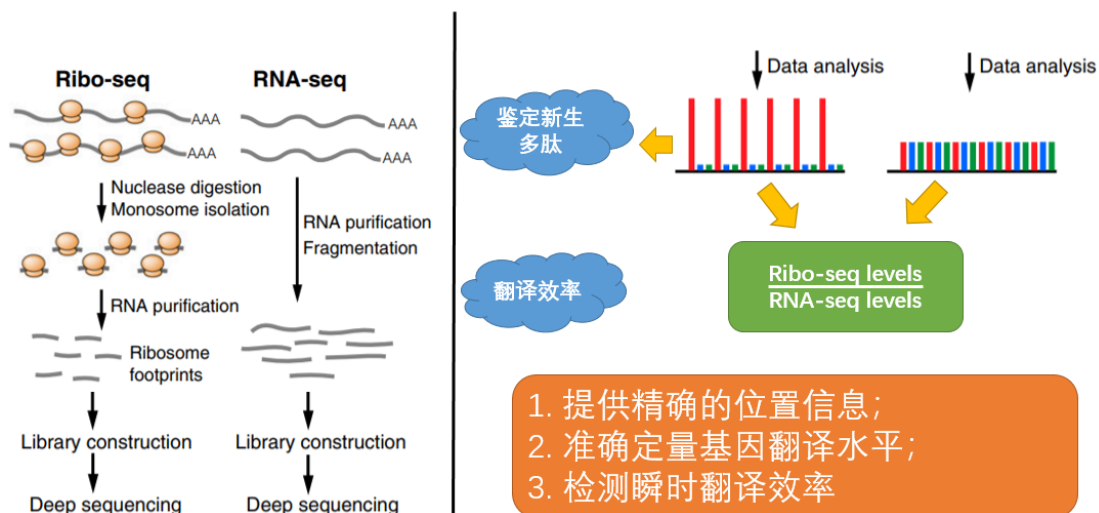 Ribo-seq
RNA-seq
AAA
AAA
AAA
AAA
Nuclease digestion
Monosome isolation
RNA purification
Fragmentation
RNA purification
Ribosome
footprints
Library construction
Library construction
Deep sequencing
Deep sequencing
Data analysis
Data analysis
鉴定新生
多肽
翻译效率
Ribo-seq levels
RNA-seq levels
1. 提供精确的位置信息;
2. 准确定量基因翻译水平;
3. 检测瞬时翻译效率